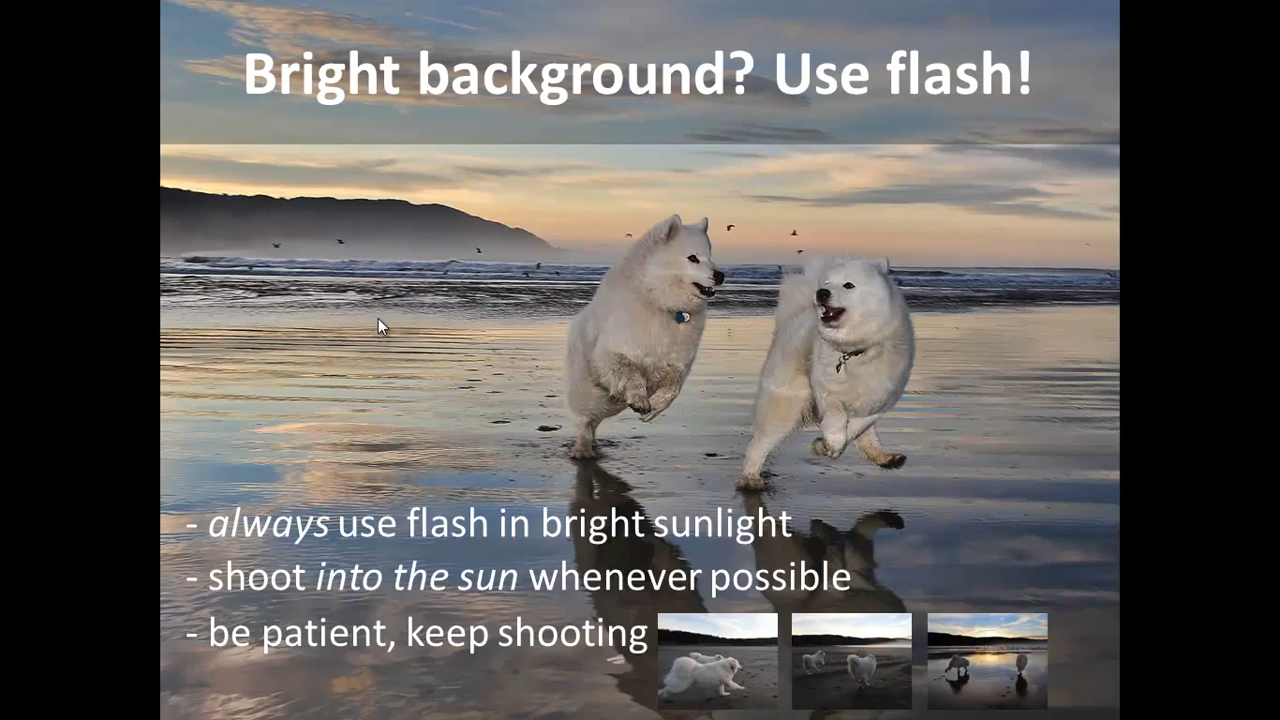 Bright background? Use flash!
- always use flash in bright sunlight
- shoot into the sun whenever possible
- be patient, keep shooting